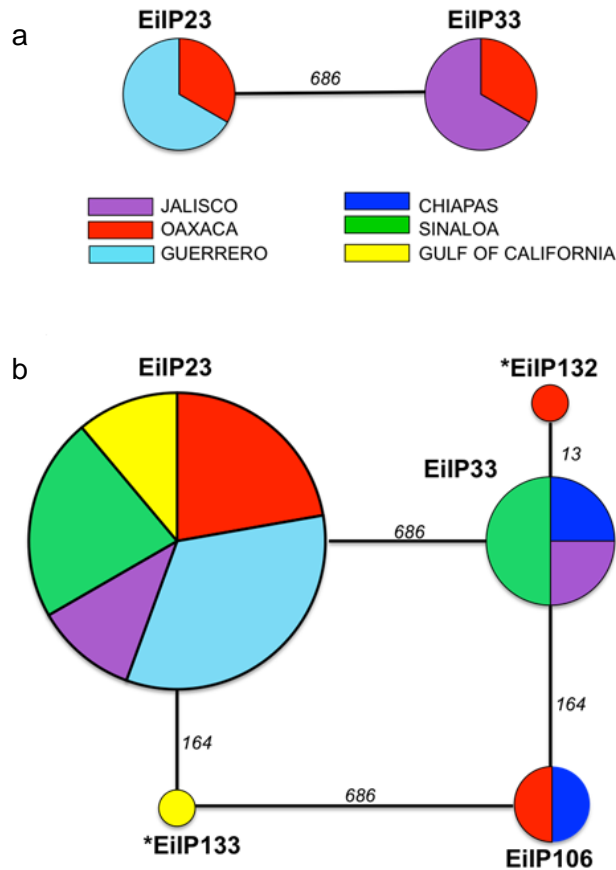 a
EiIP23 EiIP33
686
JALISCO CHIAPAS
OAXACA SINALOA
GUERRERO GULF OF CALIFORNIA
b
EiIP23
*EiIP132
13
EiIP33
686
164 164
686
*EiIP133
EiIP106